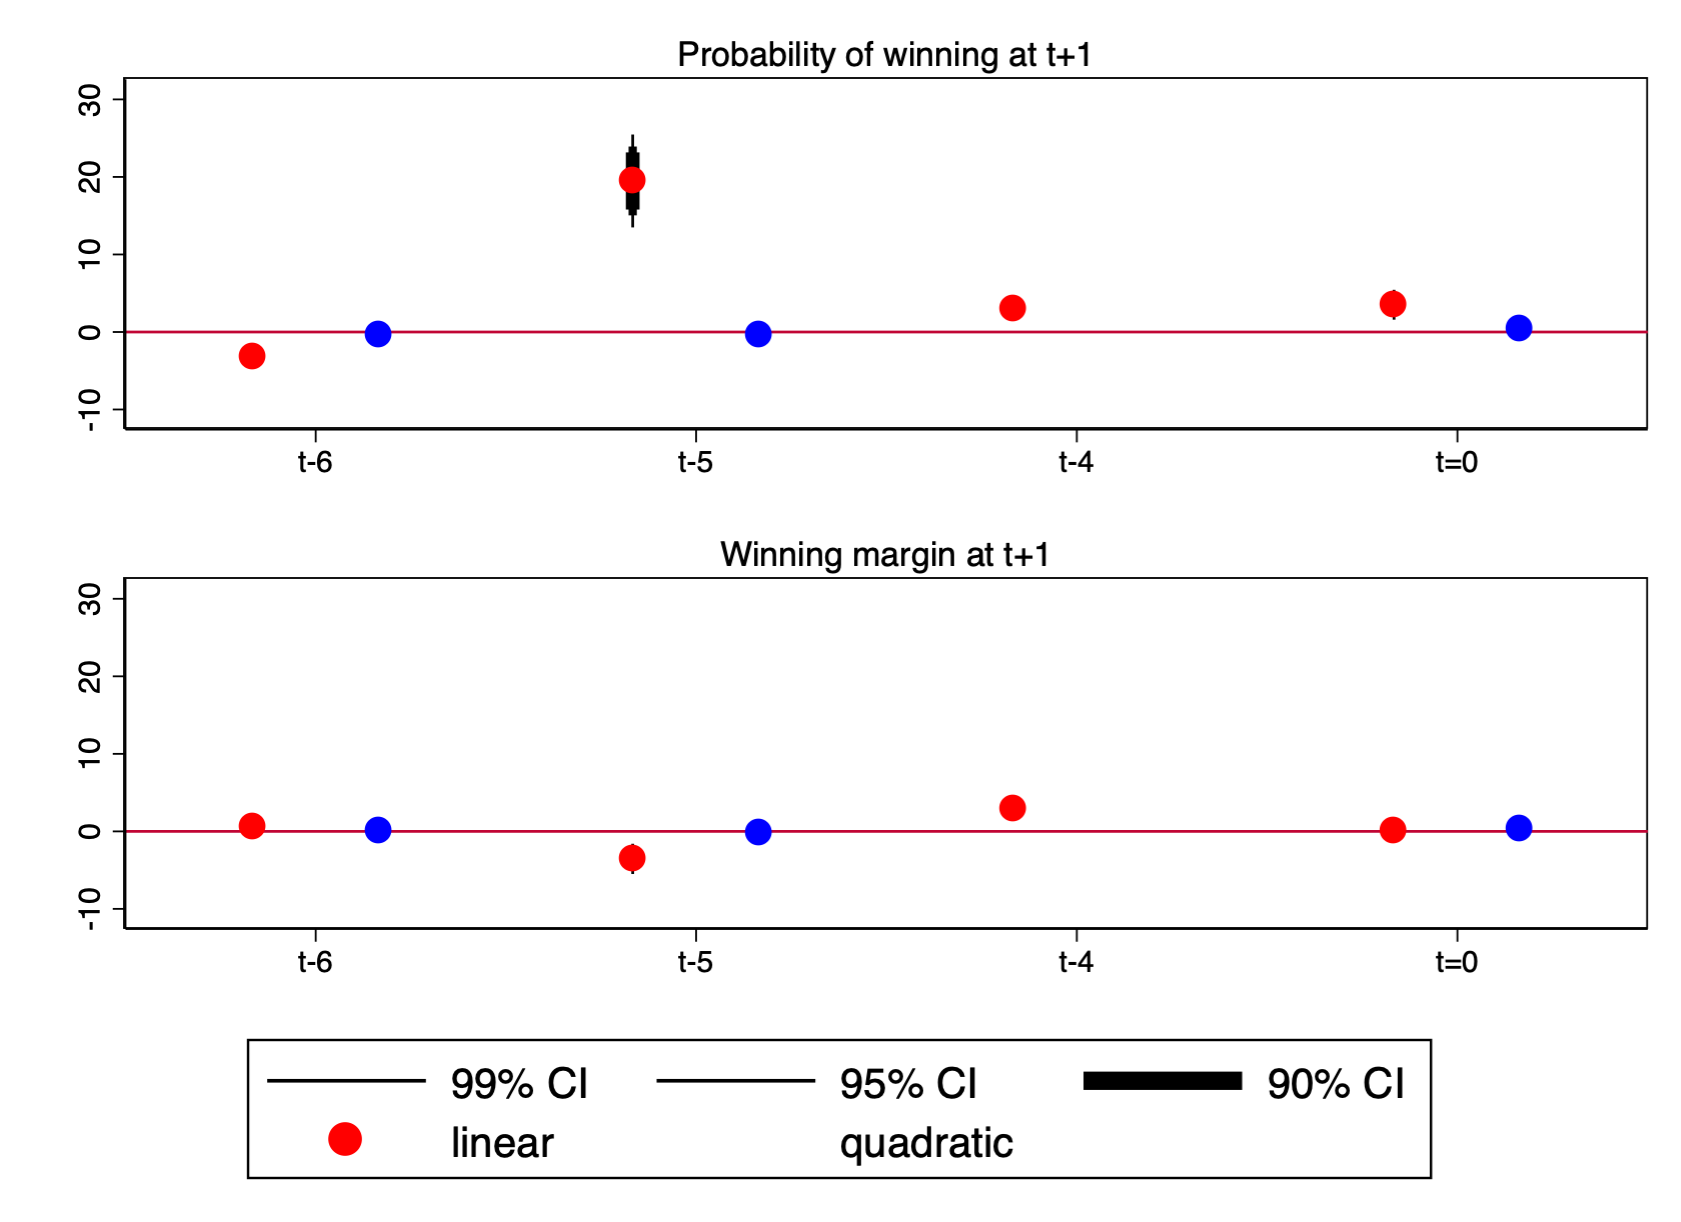 Probability of winning at t+1
30
20
10
0
-10
t-6 t-5 t-4 t=0
Winning margin at t+1
30
20
10
0
-10
t-6 t-5 t-4 t=0
99% CI 95% CI 90% CI
linear quadratic